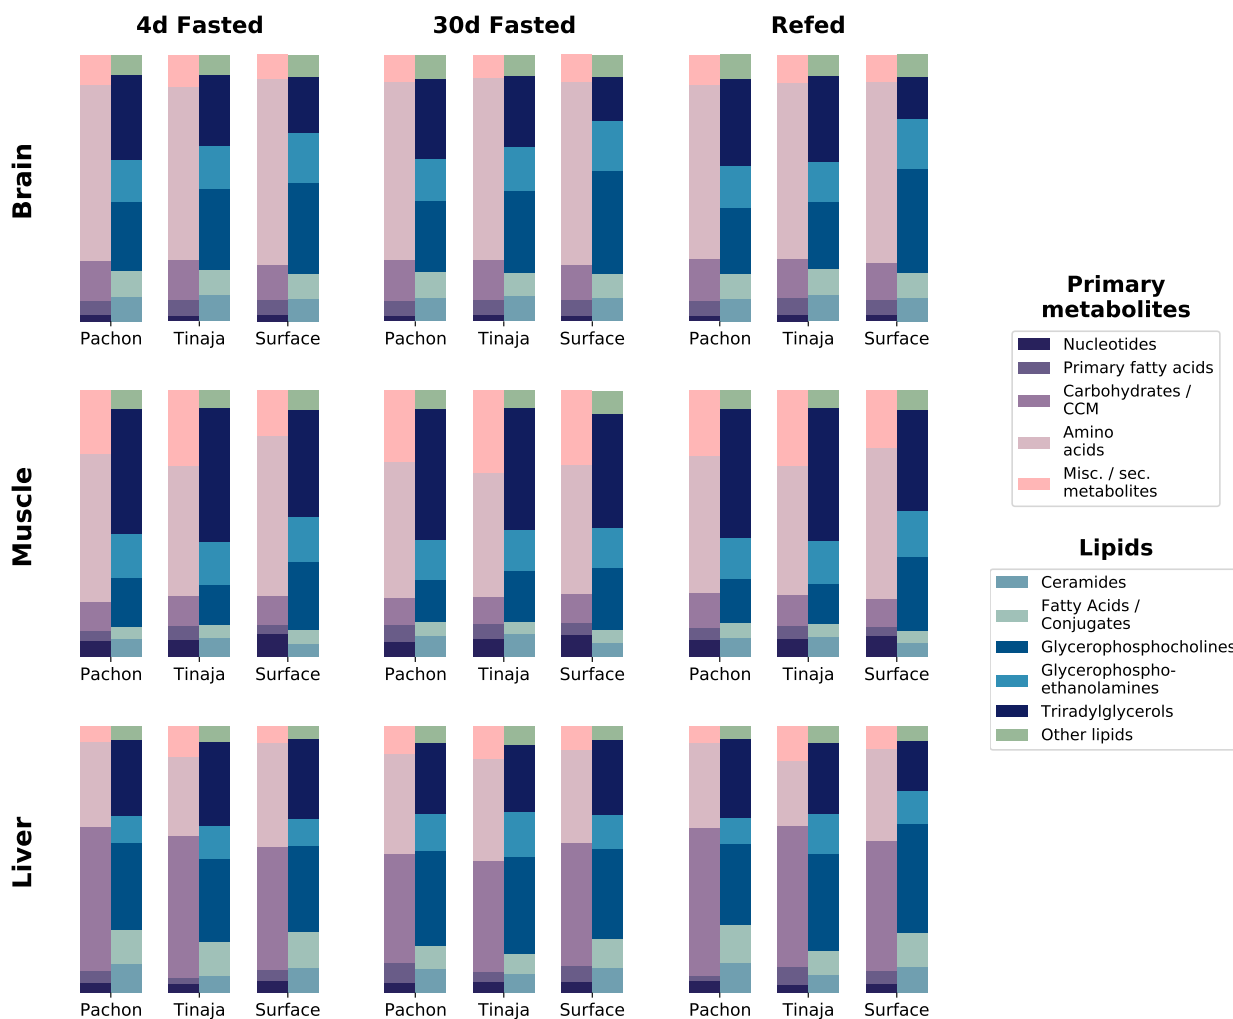 4d Fasted 30d Fasted Refed
Brain
Pachon Tinaja Surface Pachon Tinaja Surface Pachon Tinaja Surface
Muscle
Pachon Tinaja Surface Pachon Tinaja Surface Pachon Tinaja Surface
Liver
Pachon Tinaja Surface Pachon Tinaja Surface Pachon Tinaja Surface
Primary
metabolites
Nucleotides
Primary fatty acids
Carbohydrates /
CCM
Amino
acids
Misc. / sec.
metabolites
Lipids
Ceramides
Fatty Acids /
Conjugates
Glycerophosphocholines
Glycerophospho-
ethanolamines
Triradylglycerols
Other lipids